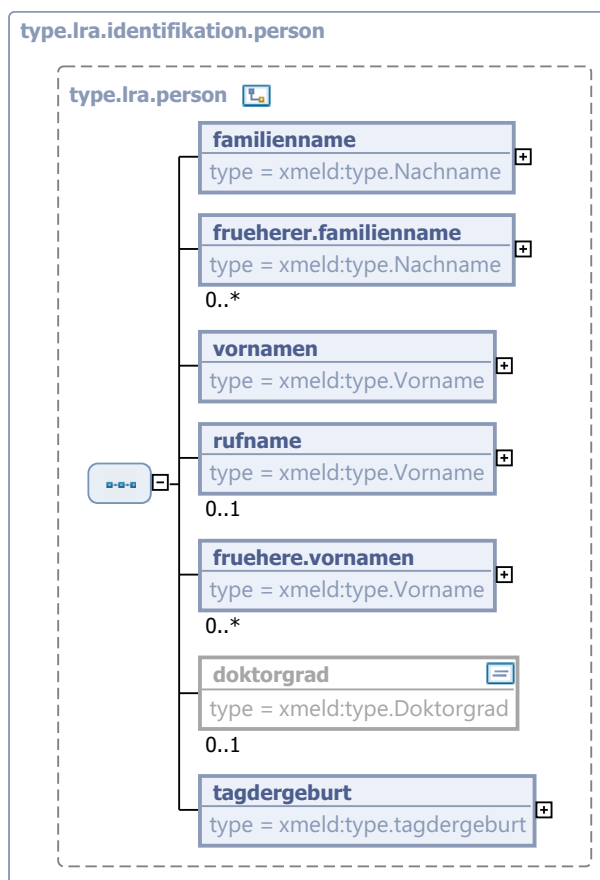 type.lra.identifikation.person
type.lra.person
familienname
type = xmeld:type.Nachname
frueherer.familienname
type = xmeld:type.Nachname
0..*
vornamen
type = xmeld:type.Vorname
rufname
type = xmeld:type.Vorname
0..1
fruehere.vornamen
type = xmeld:type.Vorname
0..*
doktorgrad
type = xmeld:type.Doktorgrad
0..1
tagdergeburt
type = xmeld:type.tagdergeburt